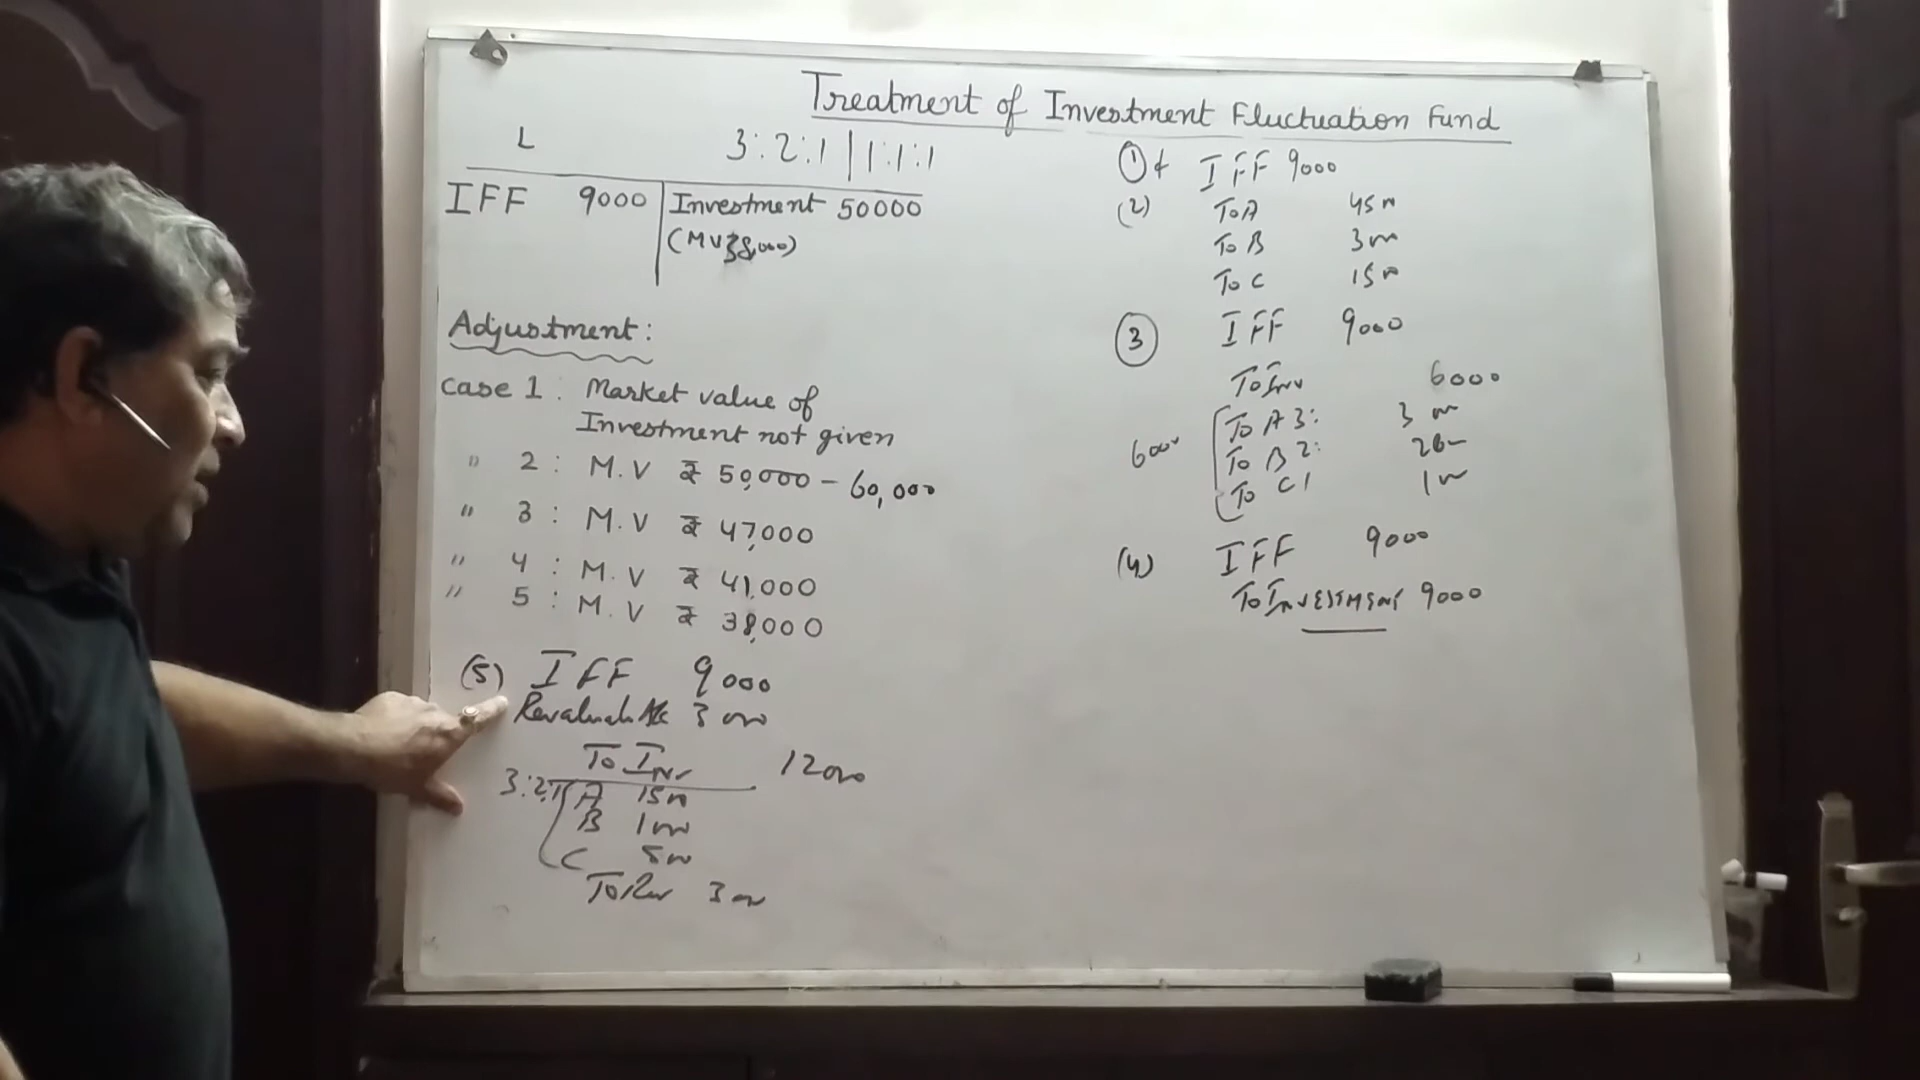 Treatment of Investment Fluctuation Fund
L
3:2:1 | 1:1:1
IFF 9000 Investment 50000
(MV 38,000)
Adjustment:
Case 1: Market value of
Investment not given
" 2: M.V ₹ 50,000 - 60,000
" 3: M.V ₹ 47,000
" 4: M.V ₹ 41,000
" 5: M.V ₹ 38,000
(5) IFF 9000
A/c 3000
To Inv 12000
3:2:1 A 1500
B 1000
C 500
To Rev 3000
① & IFF 9000
(2) To A 4500
To B 3000
To C 1500
③ IFF 9000
To Inv 6000
To A 3: 3000
6000 To B 2:
To C 1 1000
(4) IFF 9000
To INVESTMENT 9000